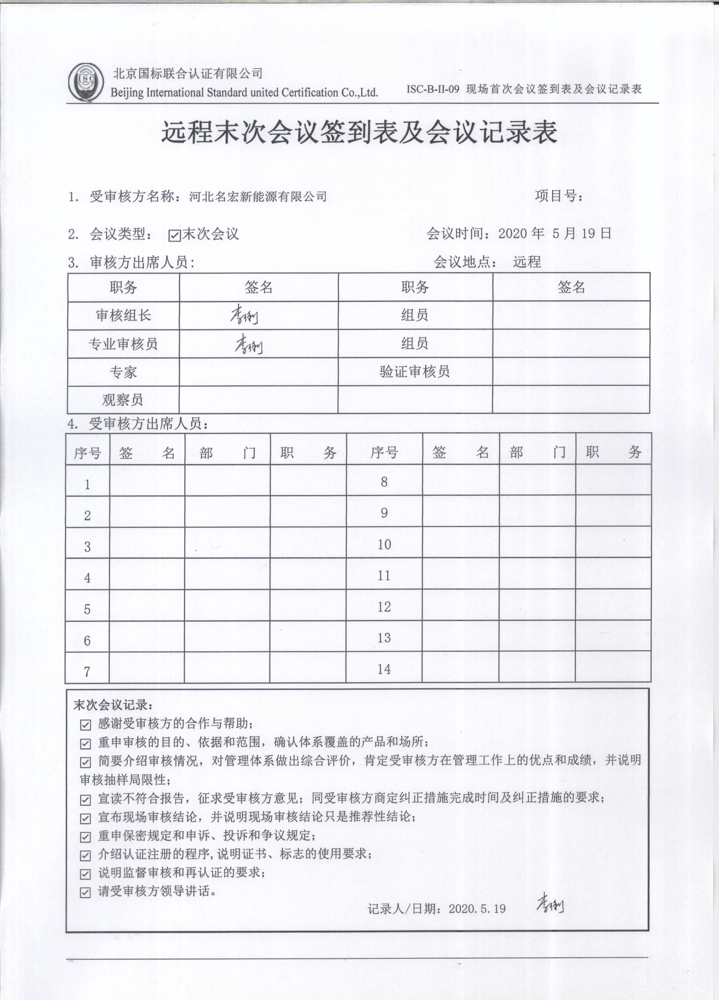 北京国标联合认证有限公司
Beijing International Standard united Certification Co.,Ltd.
ISC-B-II-09 现场首次会议签到表及会议记录表
ISC
远程末次会议签到表及会议记录表
1. 受审核方名称：河北名宏新能源有限公司 项目号：
2. 会议类型： ☑末次会议 会议时间：2020 年 5 月 19 日
3. 审核方出席人员： 会议地点： 远程
职务 签名 职务 签名
审核组长 李俐 组员
专业审核员 李俐 组员
专家 验证审核员
观察员
4. 受审核方出席人员：
序号 签 名 部 门 职 务 序号 签 名 部 门 职 务
1 8
2 9
3 10
4 11
5 12
6 13
7 14
末次会议记录：
☑ 感谢受审核方的合作与帮助；
☑ 重申审核的目的、依据和范围，确认体系覆盖的产品和场所；
☑ 简要介绍审核情况，对管理体系做出综合评价，肯定受审核方在管理工作上的优点和成绩，并说明
审核抽样局限性；
☑ 宣读不符合报告，征求受审核方意见；同受审核方商定纠正措施完成时间及纠正措施的要求；
☑ 宣布现场审核结论，并说明现场审核结论只是推荐性结论；
☑ 重申保密规定和申诉、投诉和争议规定；
☑ 介绍认证注册的程序,说明证书、标志的使用要求；
☑ 说明监督审核和再认证的要求；
☑ 请受审核方领导讲话。
记录人/日期：2020.5.19 李俐